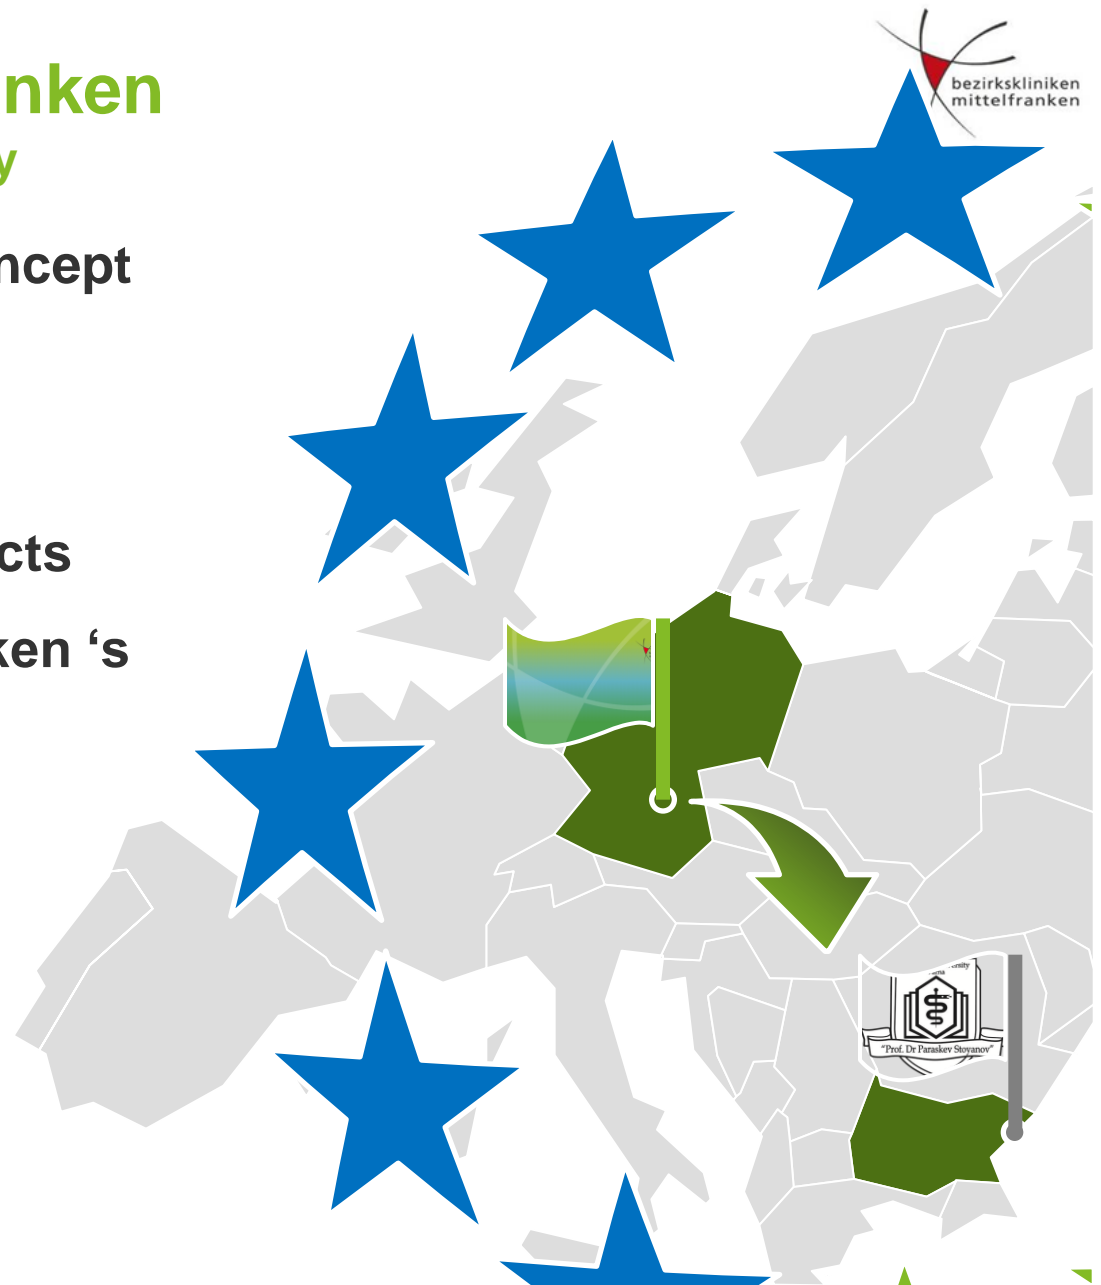 nken
bezirkskliniken
mittelfranken
y
ncept
cts
ken ‘s
"Prof. Dr Paraskev Stoyanov"